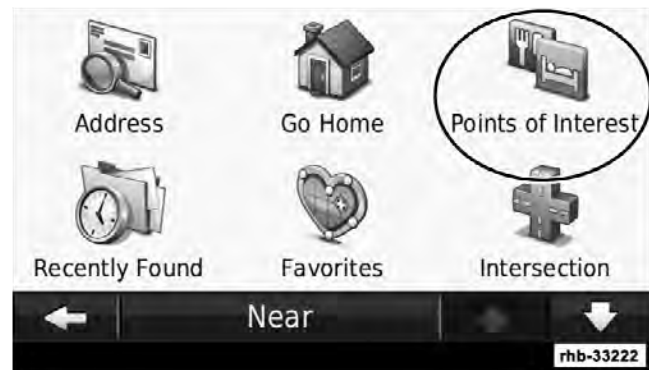 Address Go Home Points of Interest
Recently Found Favorites Intersection
Near
rhb-33222